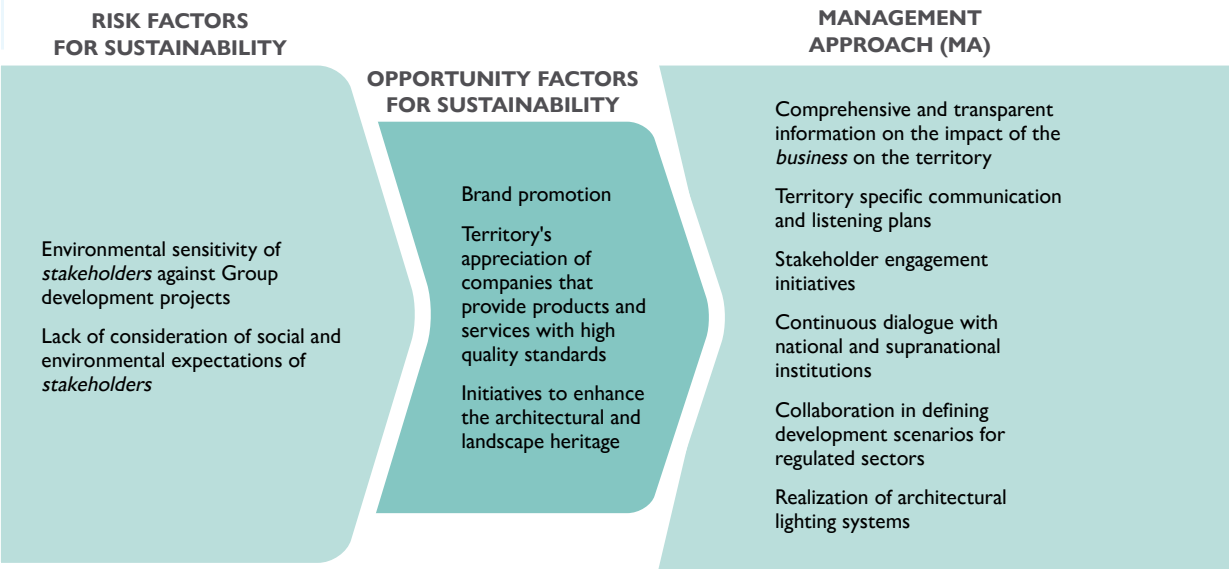 RISK FACTORS
FOR SUSTAINABILITY
Environmental sensitivity of
stakeholders against Group
development projects
Lack of consideration of social and
environmental expectations of
stakeholders
OPPORTUNITY FACTORS
FOR SUSTAINABILITY
Brand promotion
Territory's
appreciation of
companies that
provide products and
services with high
quality standards
Initiatives to enhance
the architectural and
landscape heritage
MANAGEMENT
APPROACH (MA)
Comprehensive and transparent
information on the impact of the
business on the territory
Territory specific communication
and listening plans
Stakeholder engagement
initiatives
Continuous dialogue with
national and supranational
institutions
Collaboration in defining
development scenarios for
regulated sectors
Realization of architectural
lighting systems